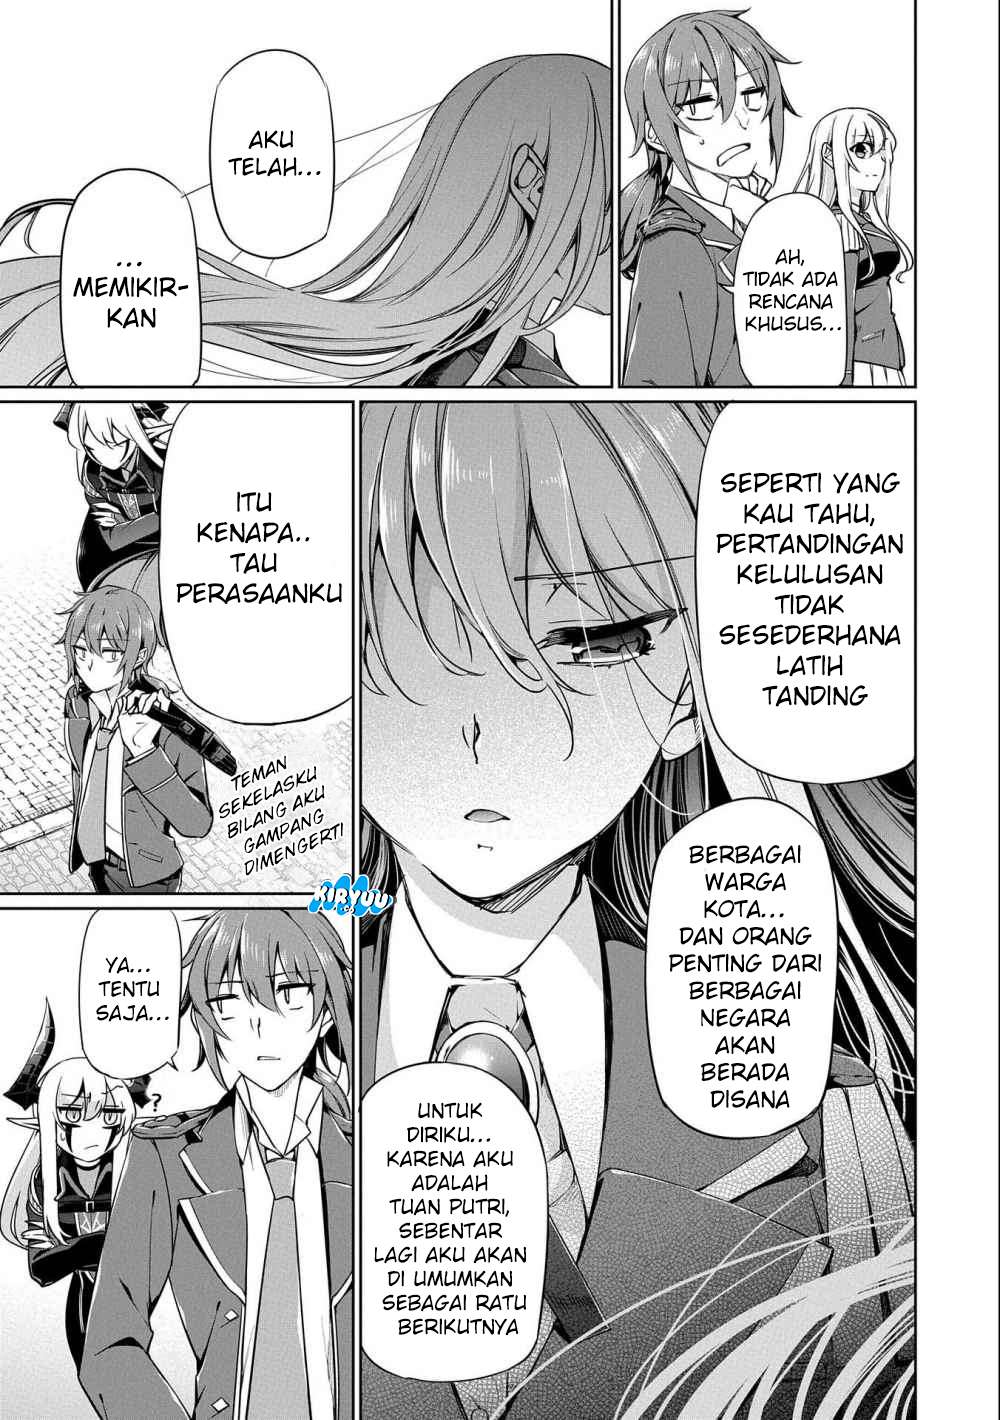 AH,
TIDAK ADA
RENCANA
KHUSUS...
AKU
TELAH...
...
MEMIKIR-
KAN
SEPERTI YANG
KAU TAHU,
PERTANDINGAN
KELULUSAN
TIDAK
SESEDERHANA
LATIH
TANDING
BERBAGAI
WARGA
KOTA...
DAN ORANG
PENTING DARI
BERBAGAI
NEGARA
AKAN
BERADA
DISANA
UNTUK
DIRIKU...
KARENA AKU
ADALAH
TUAN PUTRI,
SEBENTAR
LAGI AKU AKAN
DI UMUMKAN
SEBAGAI RATU
BERIKUTNYA
ITU
KENAPA..
TAU
PERASAANKU
TEMAN
SEKELASKU
BILANG AKU
GAMPANG
DIMENGERTI
KIRYUU
YA...
TENTU
SAJA...
?